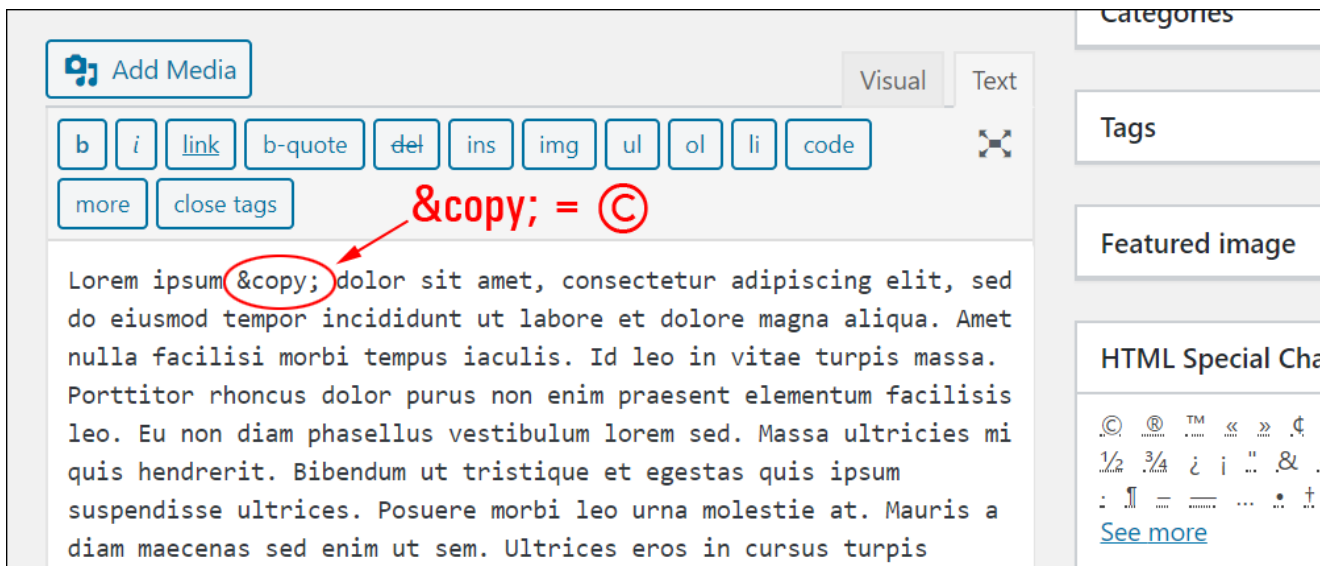 Categories
Add Media
Visual Text
b i link b-quote del ins img ul ol li code
more close tags
&copy; = ©
Lorem ipsum &copy; dolor sit amet, consectetur adipiscing elit, sed
do eiusmod tempor incididunt ut labore et dolore magna aliqua. Amet
nulla facilisi morbi tempus iaculis. Id leo in vitae turpis massa.
Porttitor rhoncus dolor purus non enim praesent elementum facilisis
leo. Eu non diam phasellus vestibulum lorem sed. Massa ultricies mi
quis hendrerit. Bibendum ut tristique et egestas quis ipsum
suspendisse ultrices. Posuere morbi leo urna molestie at. Mauris a
diam maecenas sed enim ut sem. Ultrices eros in cursus turpis
Tags
Featured image
HTML Special Cha
© ® ™ « » ¢
½ ¾ ¿ ¡ " &
¶ – — … • †
See more